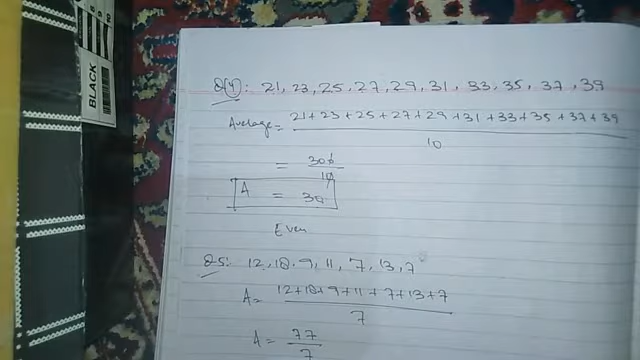 BLACK
Q(4): 21, 23, 25, 27, 29, 31, 33, 35, 37, 39
Average = 21+23+25+27+29+31+33+35+37+39
10
= 300
10
A = 30
Even
Q5: 12, 18, 9, 11, 7, 13, 7
A = 12+18+9+11+7+13+7
7
A = 77
7